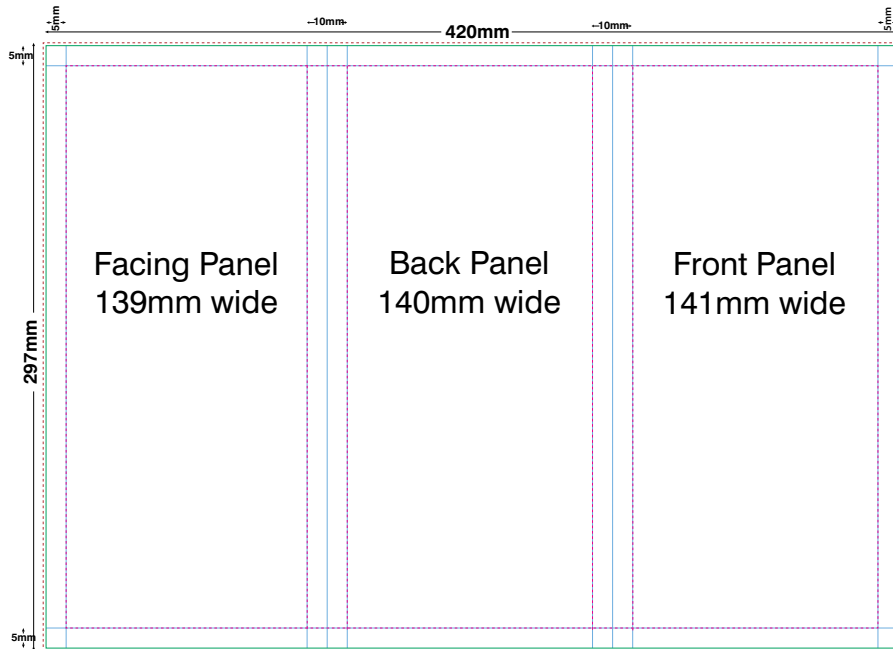 5mm
10mm
10mm
5mm
420mm
5mm
Facing Panel
139mm wide
Back Panel
140mm wide
Front Panel
141mm wide
297mm
5mm